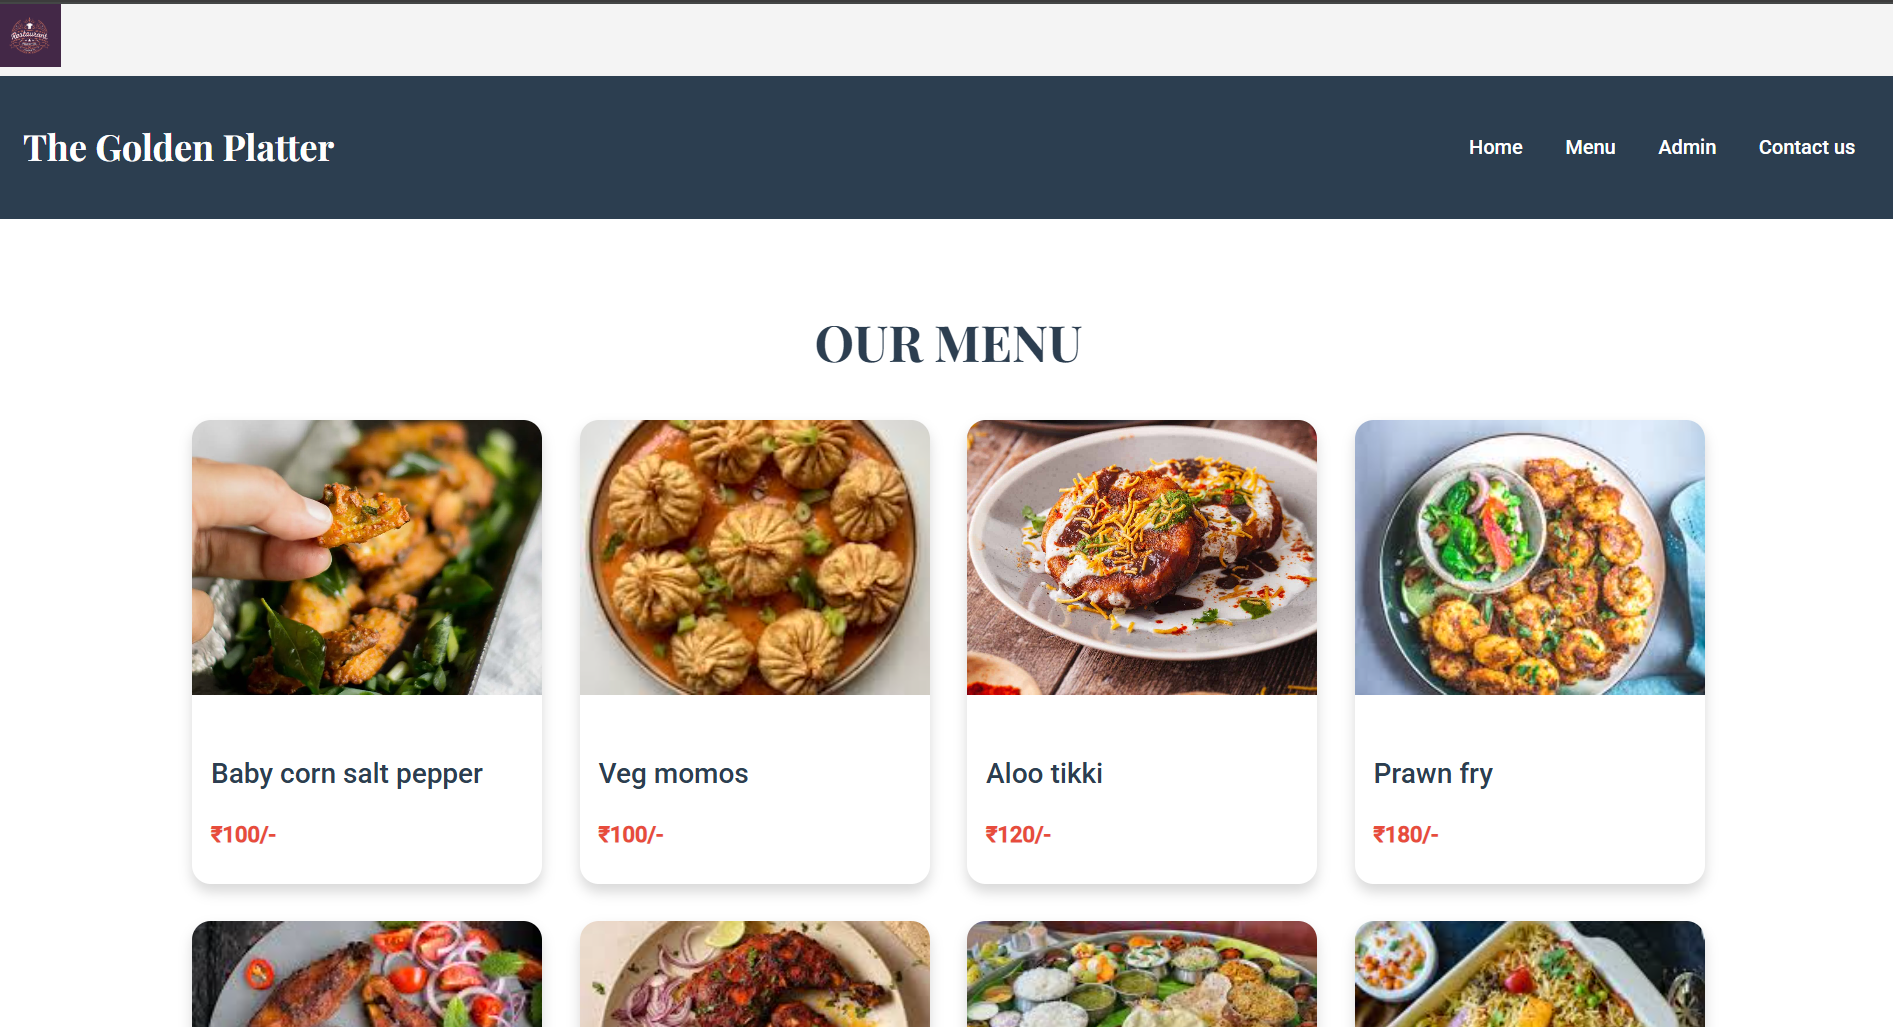 Restaurant
The Golden Platter
Home Menu Admin Contact us
OUR MENU
Baby corn salt pepper
₹100/-
Veg momos
₹100/-
Aloo tikki
₹120/-
Prawn fry
₹180/-